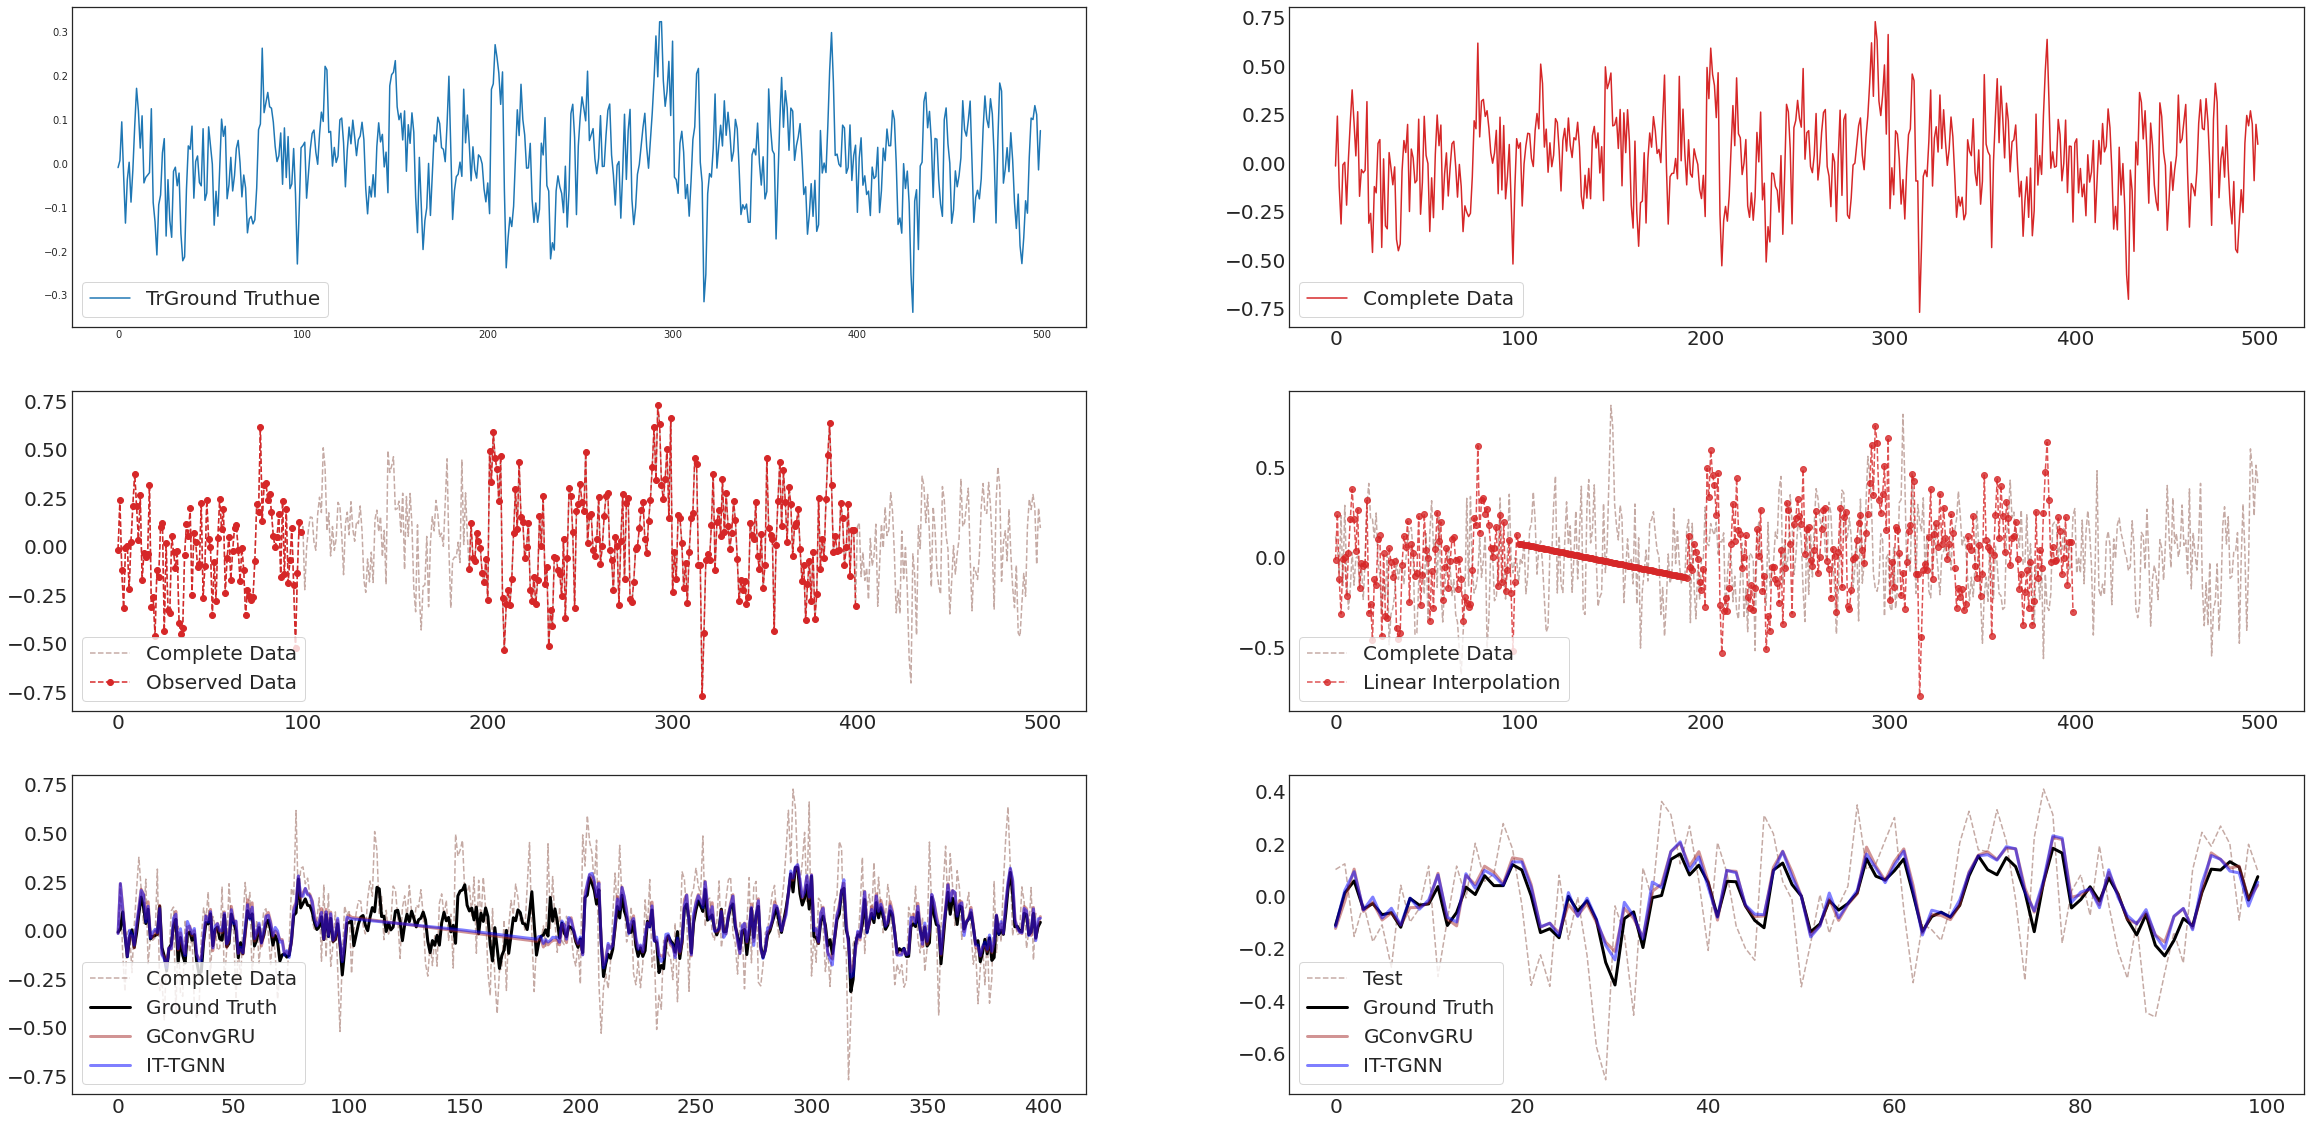 0.3
0.2
0.1
0.0
−0.1
−0.2
−0.3
TrGround Truthue
0 100 200 300 400 500
0.75
0.50
0.25
0.00
−0.25
−0.50
−0.75
Complete Data
0 100 200 300 400 500
0.75
0.50
0.25
0.00
−0.25
−0.50
−0.75
Complete Data
Observed Data
0 100 200 300 400 500
0.5
0.0
−0.5
Complete Data
Linear Interpolation
0 100 200 300 400 500
0.75
0.50
0.25
0.00
−0.25
−0.50
−0.75
Complete Data
Ground Truth
GConvGRU
IT-TGNN
0 50 100 150 200 250 300 350 400
0.4
0.2
0.0
−0.2
−0.4
−0.6
Test
Ground Truth
GConvGRU
IT-TGNN
0 20 40 60 80 100